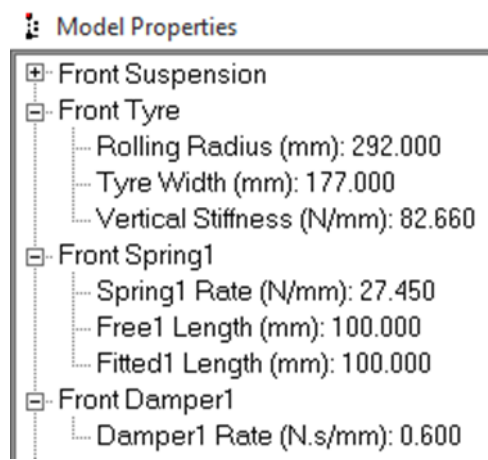 Model Properties
Front Suspension
Front Tyre
Rolling Radius (mm): 292.000
Tyre Width (mm): 177.000
Vertical Stiffness (N/mm): 82.660
Front Spring1
Spring1 Rate (N/mm): 27.450
Free1 Length (mm): 100.000
Fitted1 Length (mm): 100.000
Front Damper1
Damper1 Rate (N.s/mm): 0.600